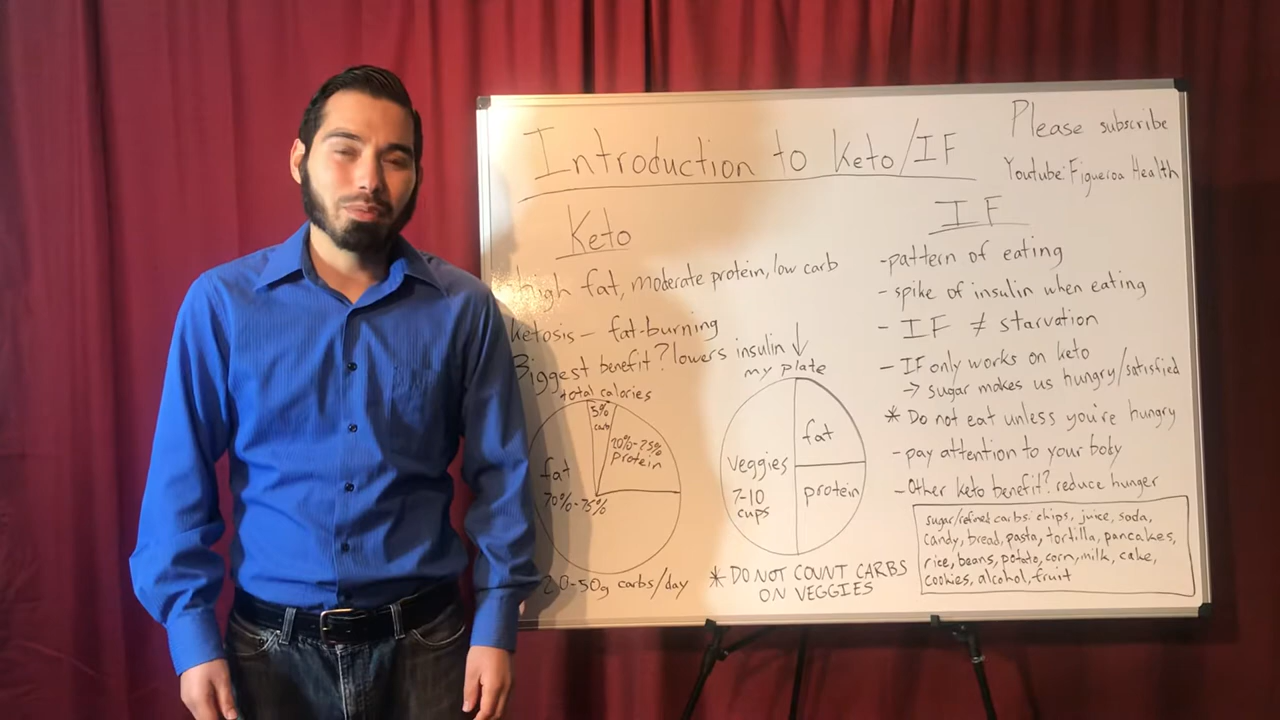 Introduction to Keto/IF
Please subscribe
Youtube: Figueroa Health
Keto
high fat, moderate protein, low carb
ketosis – fat-burning
Biggest benefit? lowers insulin ↓
total calories
5%
carb
20%-25%
protein
fat
70%-75%
20-50g carbs/day
my plate
veggies
7-10
cups
fat
protein
* DO NOT COUNT CARBS
ON VEGGIES
IF
-pattern of eating
- spike of insulin when eating
- IF ≠ starvation
- IF only works on keto
→ sugar makes us hungry/satisfied
* Do not eat unless you're hungry
- pay attention to your body
- Other keto benefit? reduce hunger
sugar/refined carbs: chips, juice, soda,
candy, bread, pasta, tortilla, pancakes,
rice, beans, potato, corn, milk, cake,
cookies, alcohol, fruit